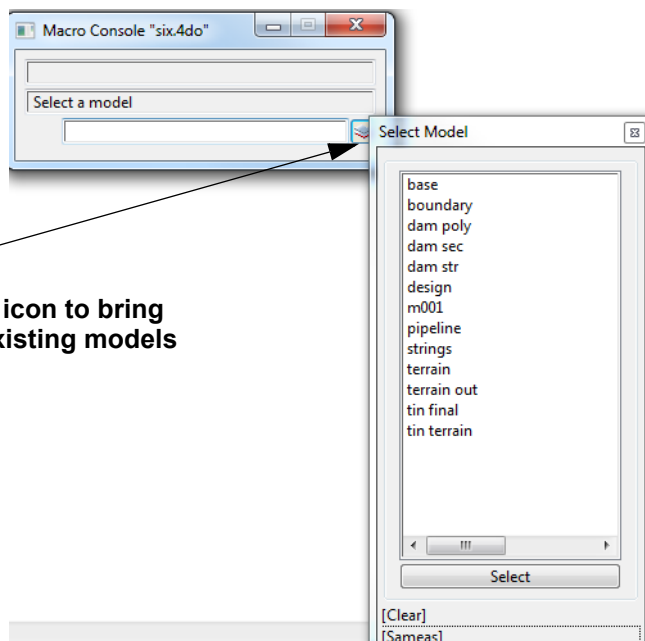 Macro Console "six.4do"
Select a model
Select Model
base
boundary
dam poly
dam sec
dam str
design
m001
pipeline
strings
terrain
terrain out
tin final
tin terrain
Select
[Clear]
[Sameas]
icon to bring
xisting models